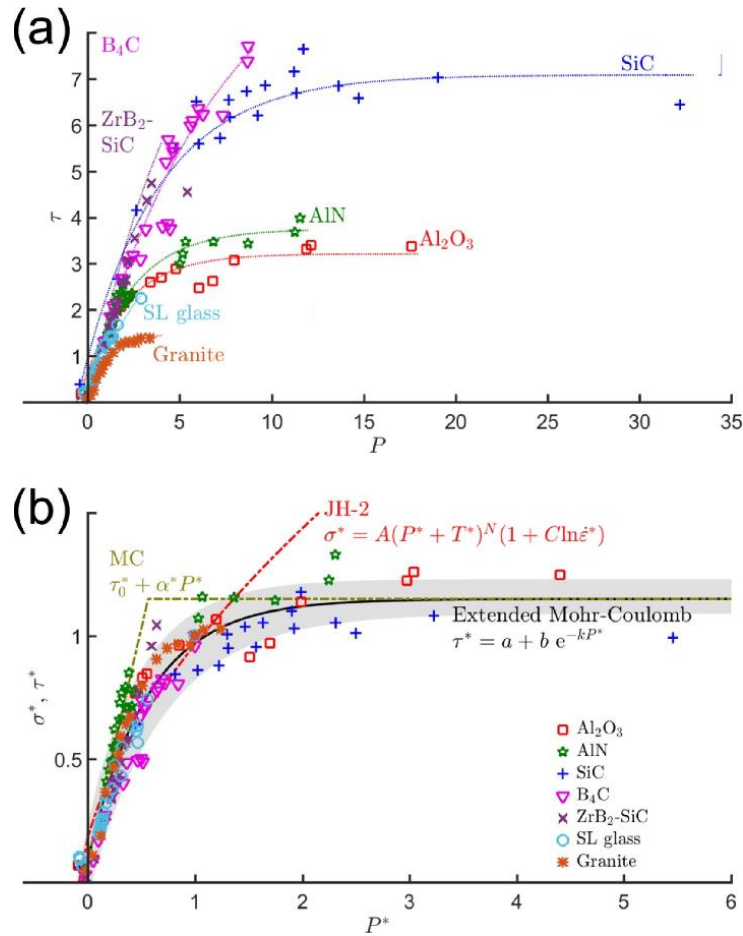 (a)
B₄C
SiC
7
6
ZrB₂-
SiC
5
τ
4
AlN
Al₂O₃
3
2
SL glass
Granite
1
0 5 10 15 20 25 30 35
P
(b)
JH-2
σ* = A(P* + T*)ᴺ(1 + Clnε̇*)
MC
τ₀* + α*P*
1
Extended Mohr-Coulomb
τ* = a + b e⁻ᵏᴾ*
σ*, τ*
Al₂O₃
AlN
0.5
SiC
B₄C
ZrB₂-SiC
SL glass
Granite
0 1 2 3 4 5 6
P*